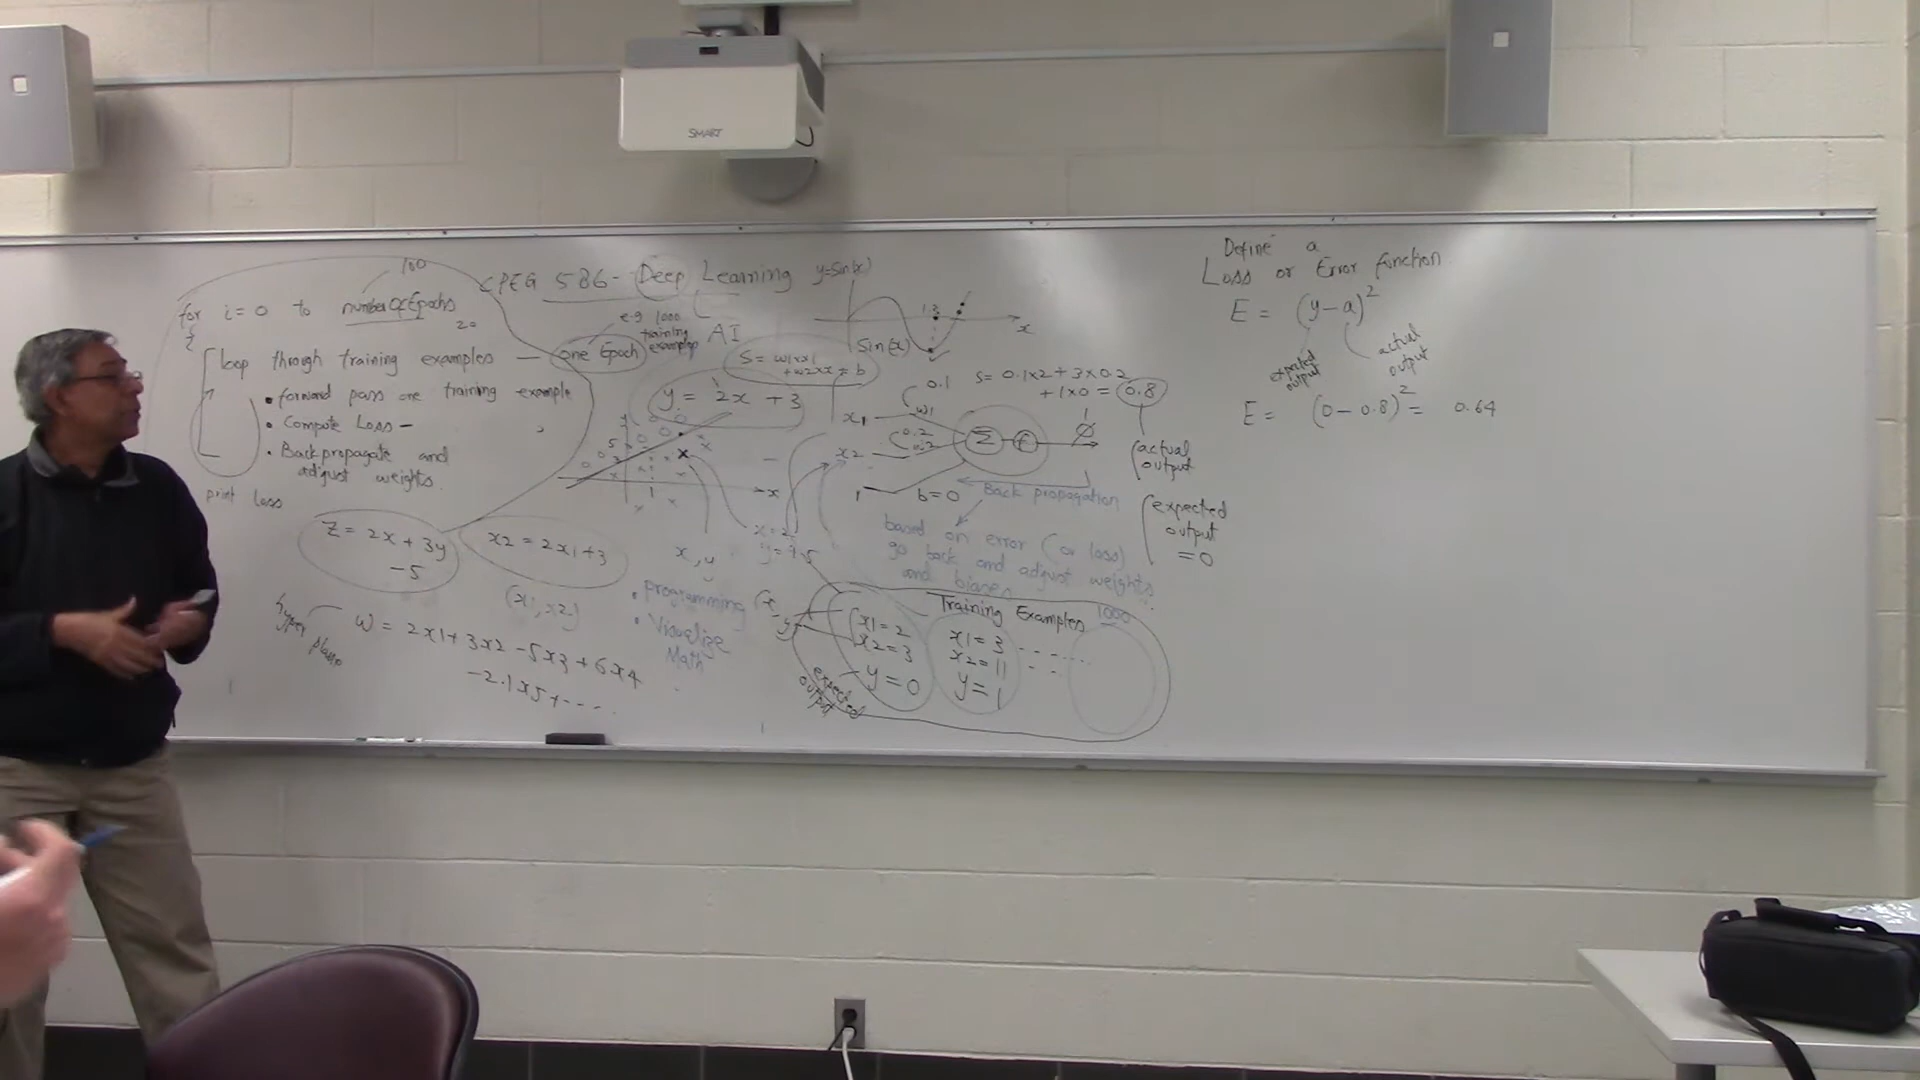 SMART
100
CPEG 586- Deep Learning
y=Sin(x)
for i=0 to numberOfEpochs
{
loop through training examples — one Epoch
• forward pass one training example
• Compute Loss -
• Backpropagate and
adjust weights.
print loss
e.g 1000
training
examples
AI
S = w1xx1
+w2xx2+b
y = 2x + 3
Sin(x)
x
y
x
Z = 2x + 3y
-5
x2 = 2x1+3
(x1, x2)
x, y
x=2
hyper plane
W = 2x1 + 3x2 - 5x3 + 6x4
-2.1x5 + ----
• programming
• Visualize
Math
S= 0.1x2 + 3x0.2
+1x0 = 0.8
0.1
x1
w1
0.2
x2
Σ
f
1
b=0
actual
output
Back propagation
based on error (or loss)
go back and adjust weights
and biases
expected
output
=0
Training Examples
1000
x1=2
x2=3
y=0
x1=3
x2=11
y=1
expected
output
Define a
Loss or Error function
E = (y-a)²
expected
output
actual
output
E = (0-0.8)² = 0.64